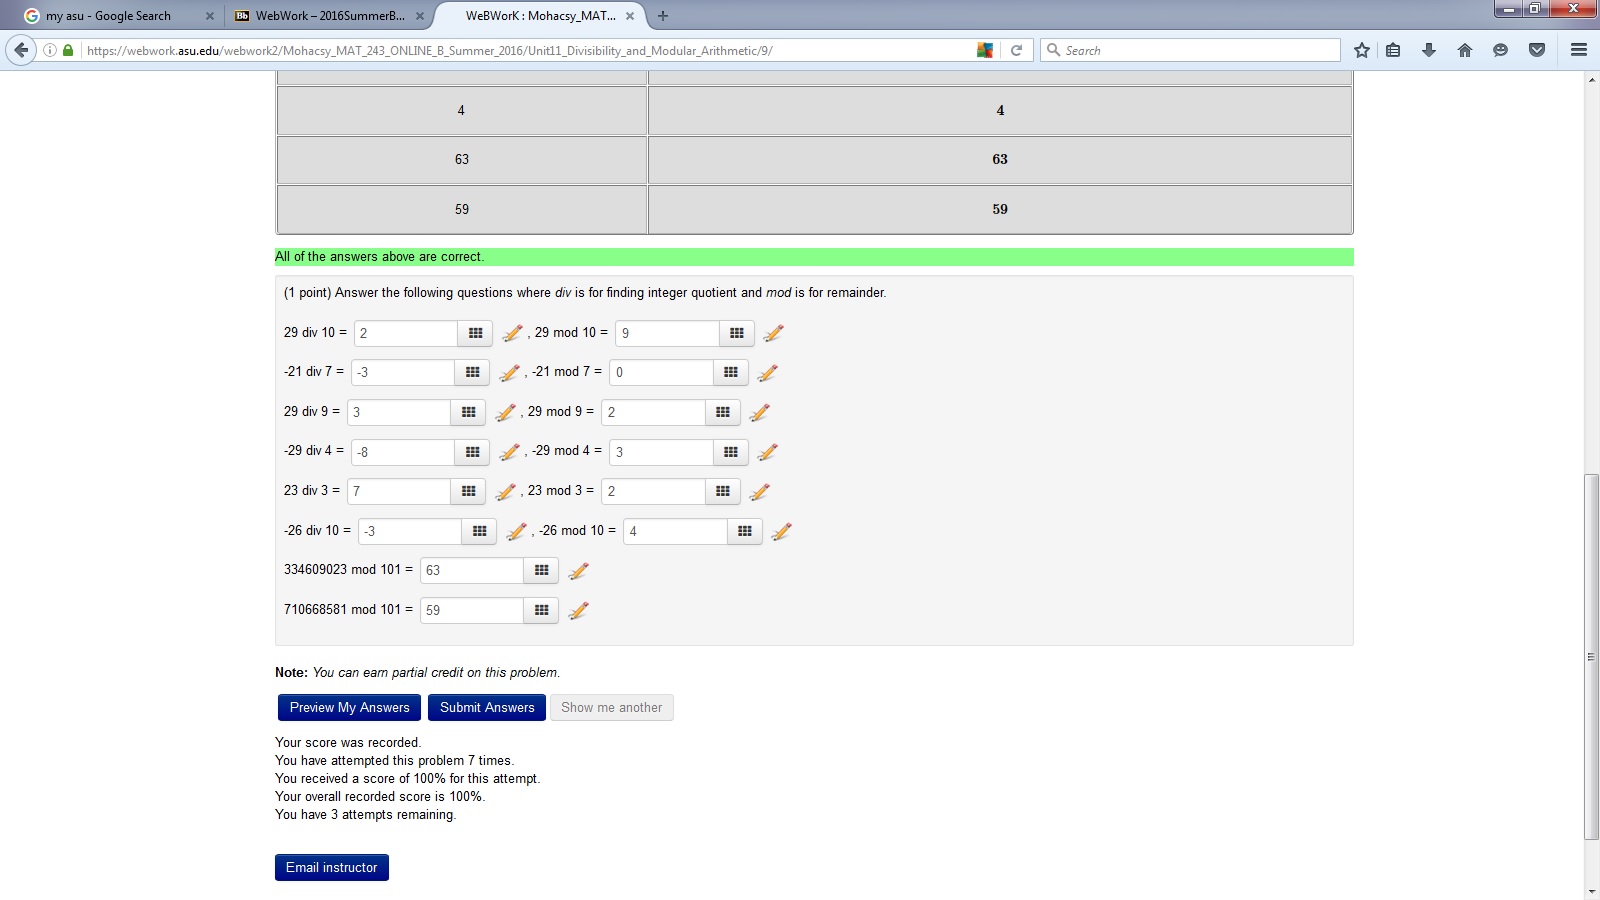 my asu - Google Search
WebWork – 2016SummerB...
WeBWorK : Mohacsy_MAT...
https://webwork.asu.edu/webwork2/Mohacsy_MAT_243_ONLINE_B_Summer_2016/Unit11_Divisibility_and_Modular_Arithmetic/9/
Search
4 4
63 63
59 59
All of the answers above are correct.
(1 point) Answer the following questions where div is for finding integer quotient and mod is for remainder.
29 div 10 = 2 , 29 mod 10 = 9
-21 div 7 = -3 , -21 mod 7 = 0
29 div 9 = 3 , 29 mod 9 = 2
-29 div 4 = -8 , -29 mod 4 = 3
23 div 3 = 7 , 23 mod 3 = 2
-26 div 10 = -3 , -26 mod 10 = 4
334609023 mod 101 = 63
710668581 mod 101 = 59
Note: You can earn partial credit on this problem.
Preview My Answers Submit Answers Show me another
Your score was recorded.
You have attempted this problem 7 times.
You received a score of 100% for this attempt.
Your overall recorded score is 100%.
You have 3 attempts remaining.
Email instructor